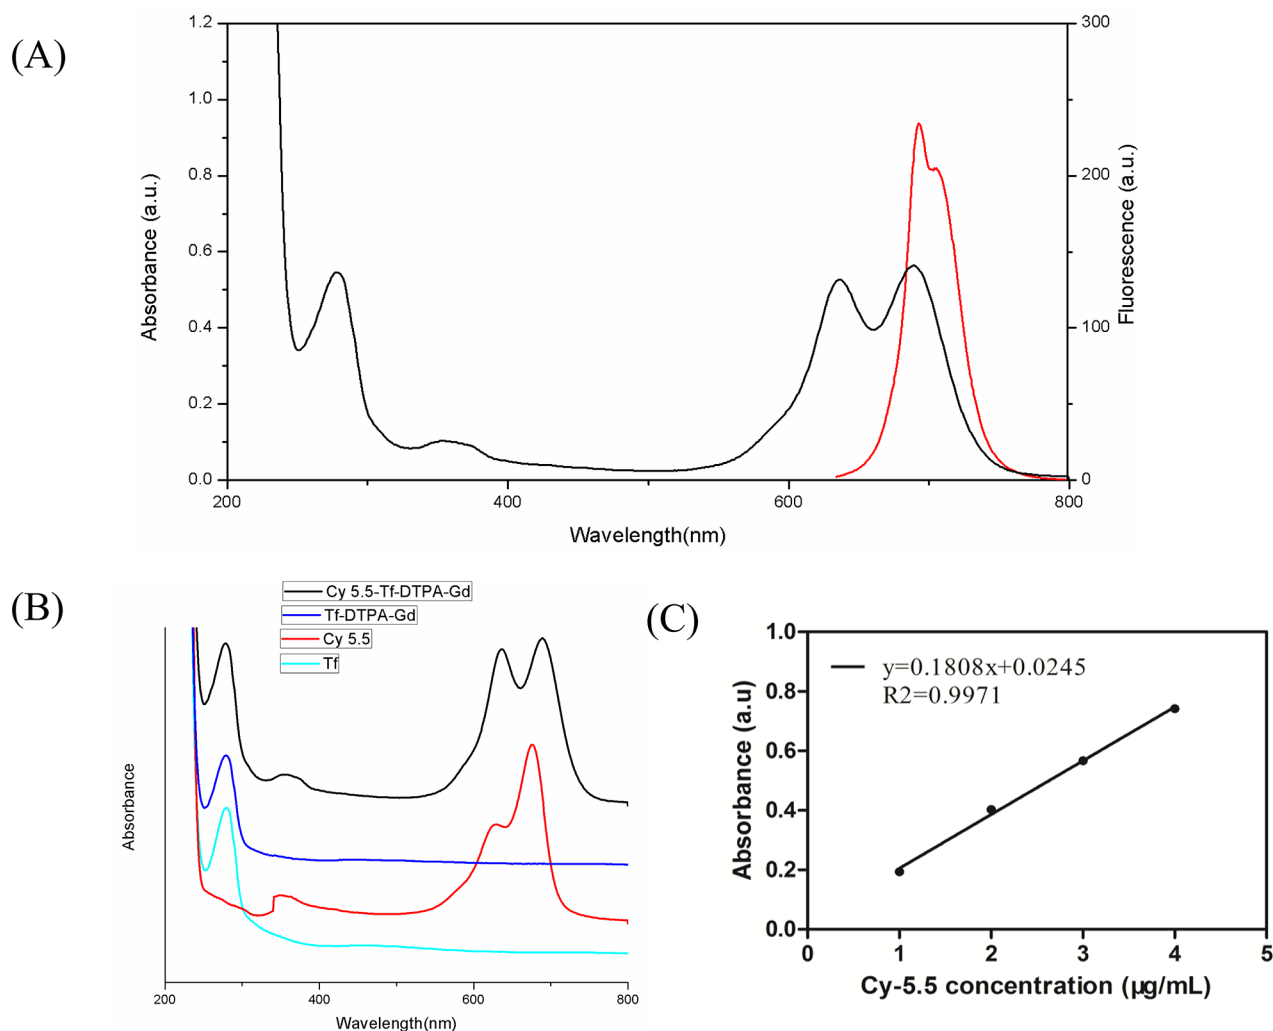 (A)
1.2
1.0
0.8
0.6
0.4
0.2
0.0
Absorbance (a.u.)
300
200
100
0
Fluorescence (a.u.)
200 400 600 800
Wavelength(nm)
(B)
Cy 5.5-Tf-DTPA-Gd
Tf-DTPA-Gd
Cy 5.5
Tf
Absorbance
200 400 600 800
Wavelength(nm)
(C)
y=0.1808x+0.0245
R2=0.9971
1.0
0.8
0.6
0.4
0.2
0.0
Absorbance (a.u)
0 1 2 3 4 5
Cy-5.5 concentration (μg/mL)